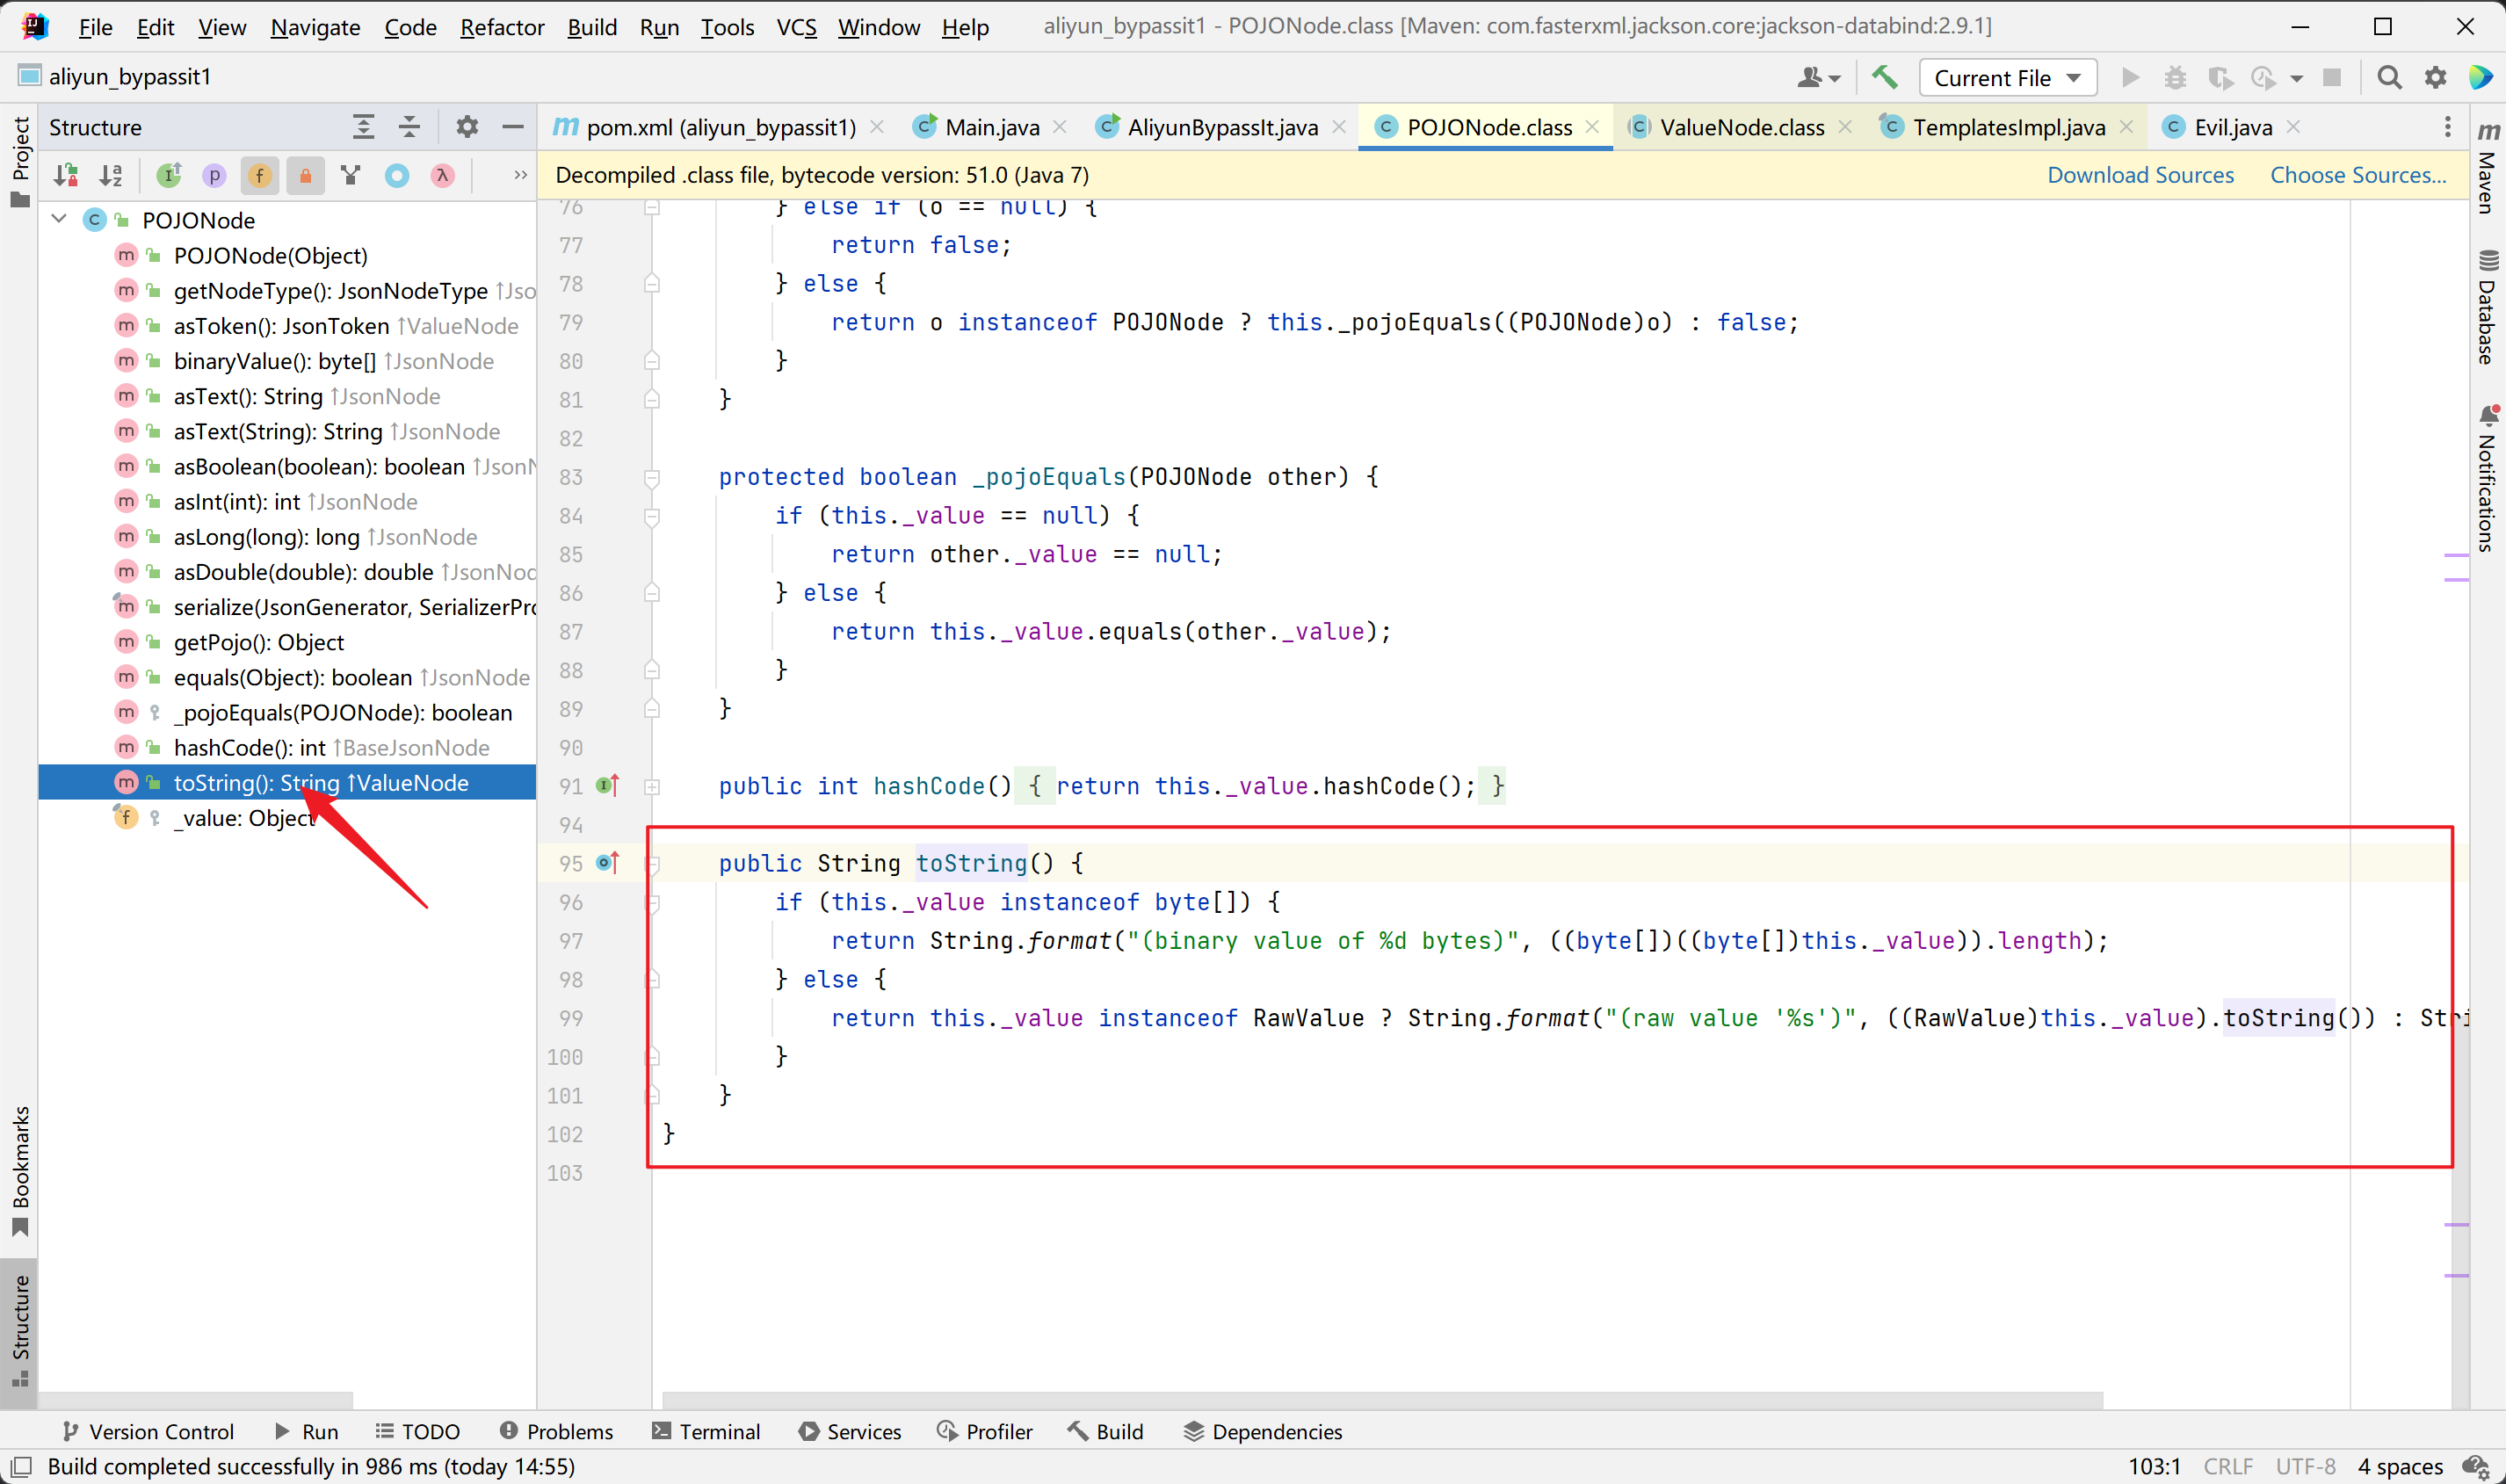 File Edit View Navigate Code Refactor Build Run Tools VCS Window Help aliyun_bypassit1 - POJONode.class [Maven: com.fasterxml.jackson.core:jackson-databind:2.9.1]
aliyun_bypassit1 Current File
Structure
pom.xml (aliyun_bypassit1) Main.java AliyunBypassIt.java POJONode.class ValueNode.class TemplatesImpl.java Evil.java
Decompiled .class file, bytecode version: 51.0 (Java 7) Download Sources Choose Sources...
Project
Bookmarks
Structure
POJONode
POJONode(Object)
getNodeType(): JsonNodeType ↑Jso
asToken(): JsonToken ↑ValueNode
binaryValue(): byte[] ↑JsonNode
asText(): String ↑JsonNode
asText(String): String ↑JsonNode
asBoolean(boolean): boolean ↑JsonN
asInt(int): int ↑JsonNode
asLong(long): long ↑JsonNode
asDouble(double): double ↑JsonNod
serialize(JsonGenerator, SerializerPro
getPojo(): Object
equals(Object): boolean ↑JsonNode
_pojoEquals(POJONode): boolean
hashCode(): int ↑BaseJsonNode
toString(): String ↑ValueNode
_value: Object
76 } else if (o == null) {
77 return false;
78 } else {
79 return o instanceof POJONode ? this._pojoEquals((POJONode)o) : false;
80 }
81 }
82
83 protected boolean _pojoEquals(POJONode other) {
84 if (this._value == null) {
85 return other._value == null;
86 } else {
87 return this._value.equals(other._value);
88 }
89 }
90
91 public int hashCode() { return this._value.hashCode(); }
94
95 public String toString() {
96 if (this._value instanceof byte[]) {
97 return String.format("(binary value of %d bytes)", ((byte[])((byte[])this._value)).length);
98 } else {
99 return this._value instanceof RawValue ? String.format("(raw value '%s')", ((RawValue)this._value).toString()) : Stri
100 }
101 }
102 }
103
Maven
Database
Notifications
Version Control Run TODO Problems Terminal Services Profiler Build Dependencies
Build completed successfully in 986 ms (today 14:55) 103:1 CRLF UTF-8 4 spaces